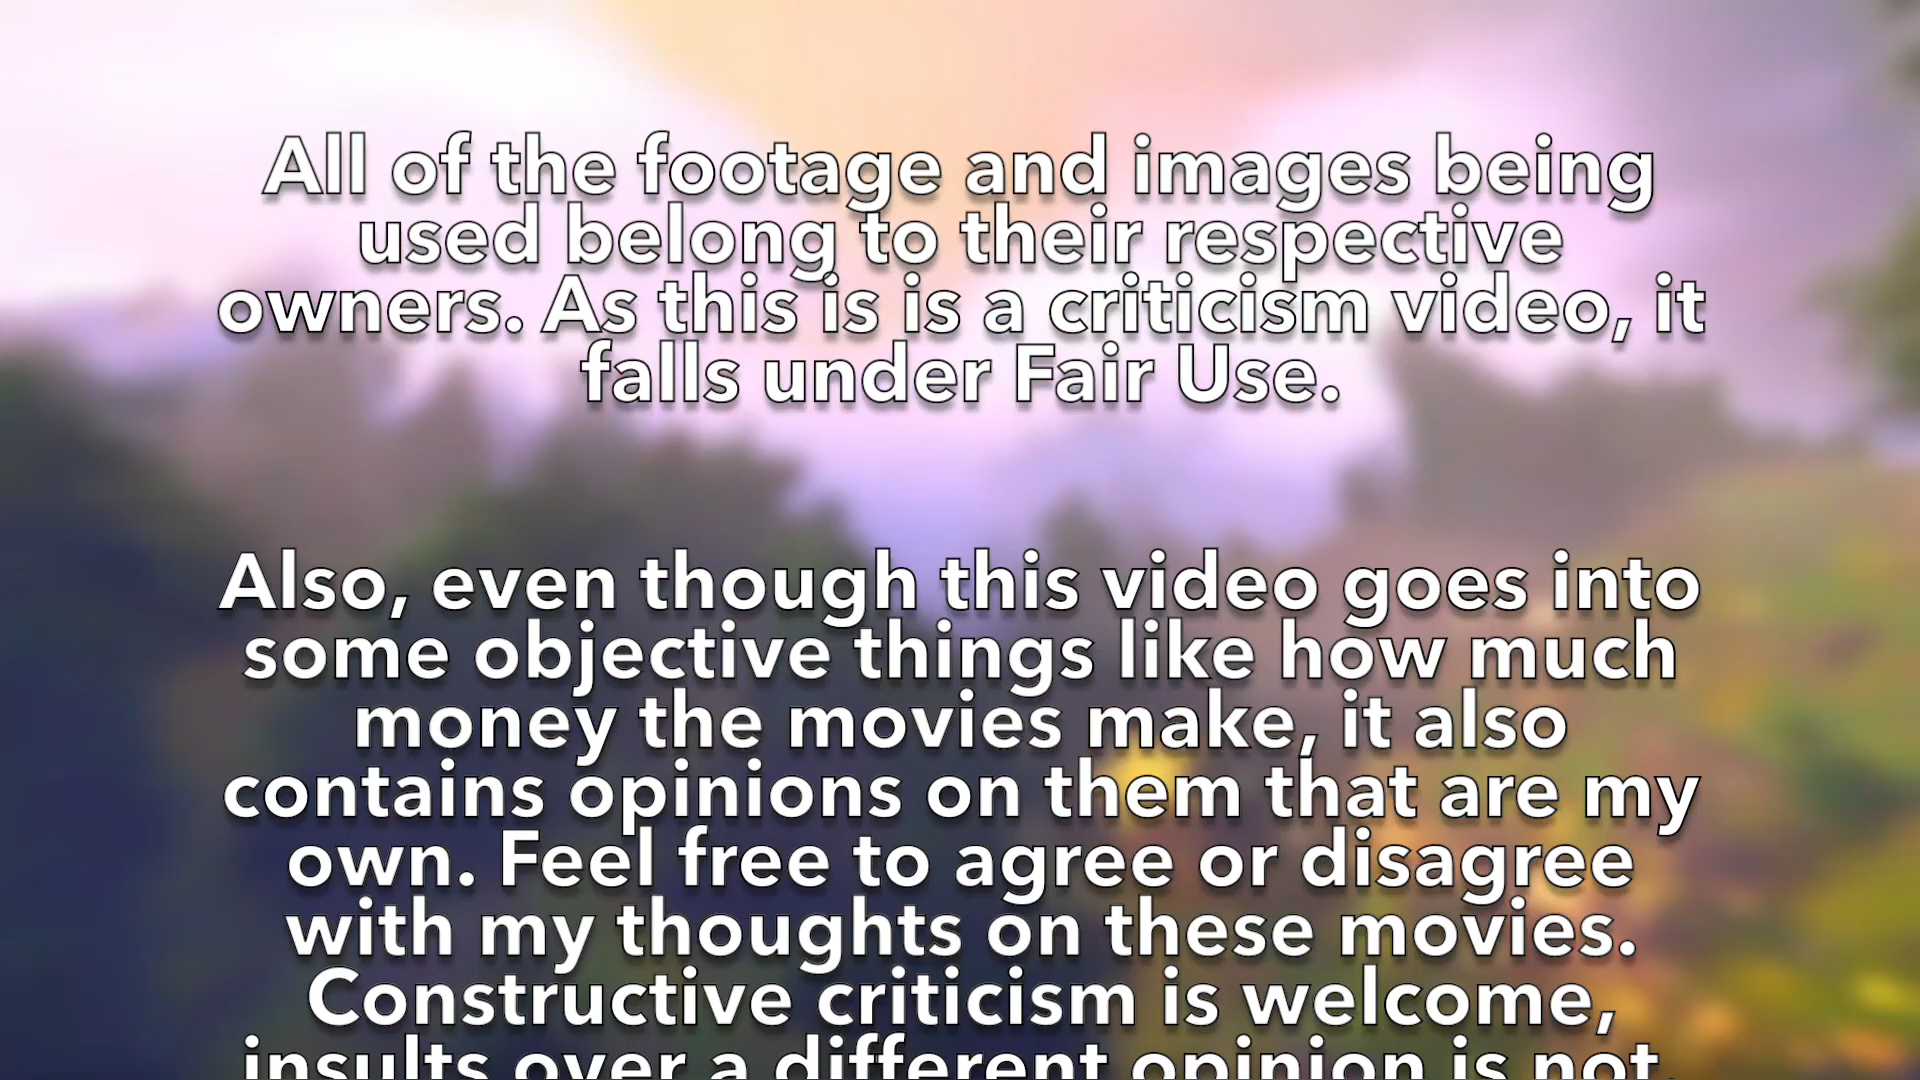 All of the footage and images being
used belong to their respective
owners. As this is is a criticism video, it
falls under Fair Use.
Also, even though this video goes into
some objective things like how much
money the movies make, it also
contains opinions on them that are my
own. Feel free to agree or disagree
with my thoughts on these movies.
Constructive criticism is welcome,
insults over a different opinion is not.